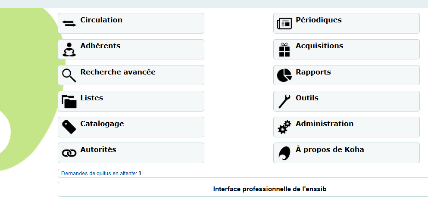 Circulation
Périodiques
Adhérents
Acquisitions
Recherche avancée
Rapports
Listes
Outils
Catalogage
Administration
Autorités
À propos de Koha
Demandes de quitus en attente: 1
Interface professionnelle de l'enssib